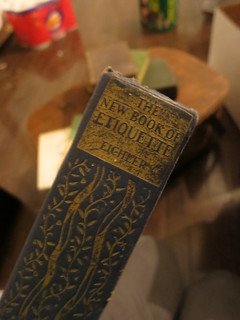 THE
NEW BOOK OF
ETIQUETTE
EICHLER